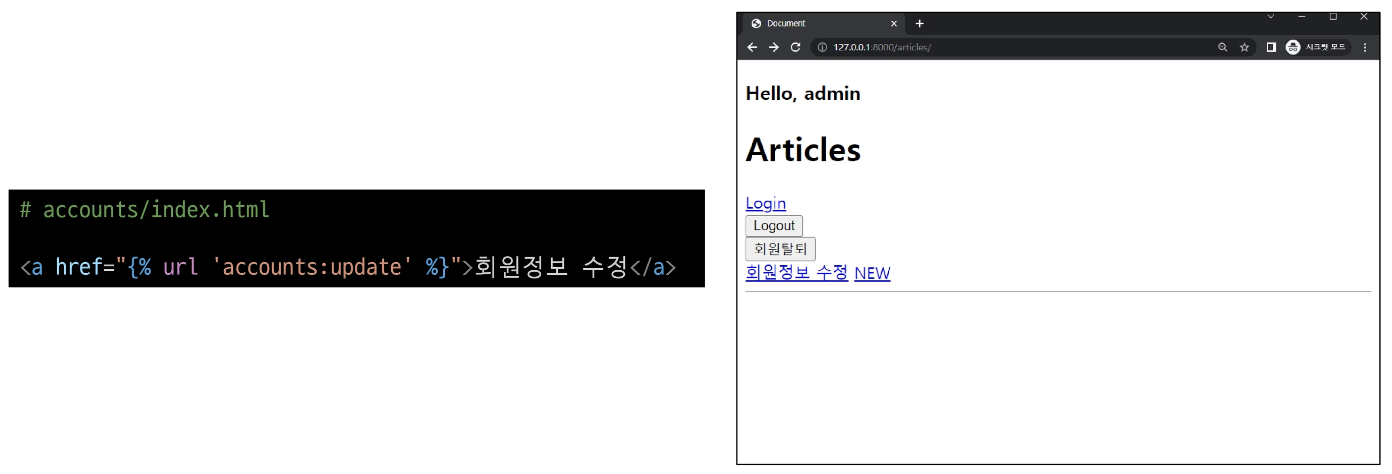 # accounts/index.html
<a href="{% url 'accounts:update' %}">회원정보 수정</a>
Document
127.0.0.1:8000/articles/
시크릿 모드
Hello, admin
Articles
Login
Logout
회원탈퇴
회원정보 수정 NEW